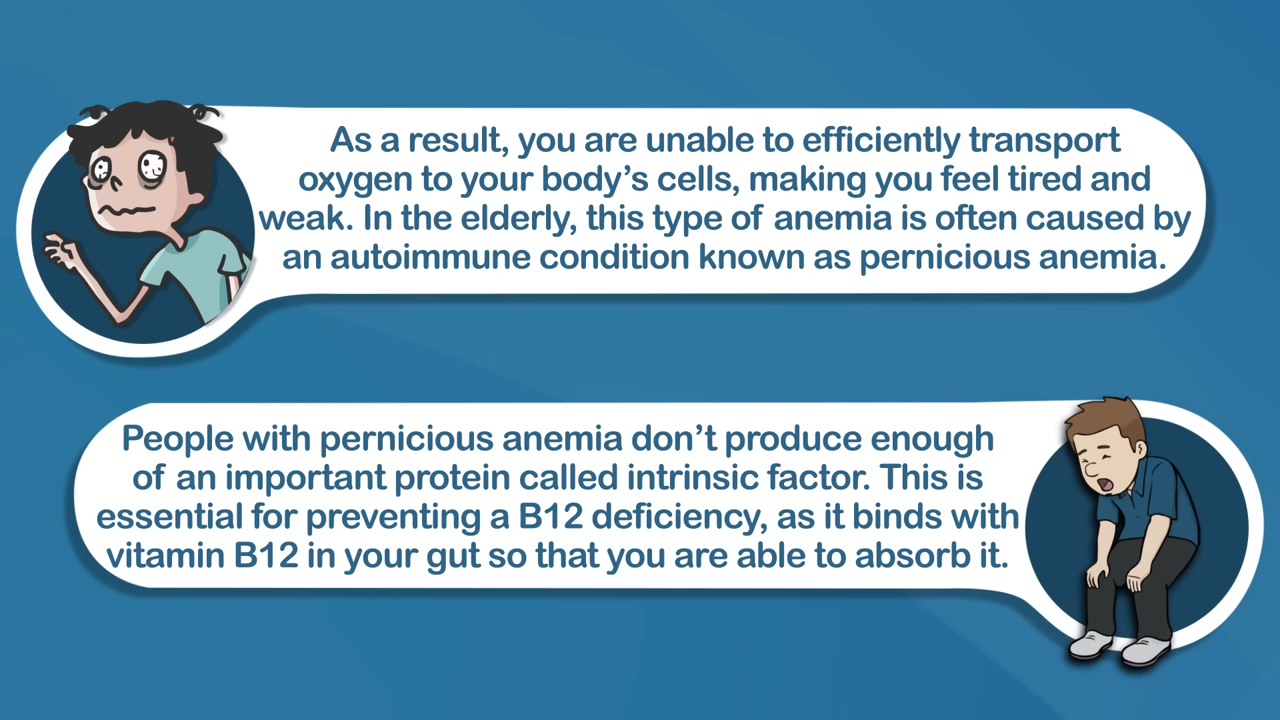 As a result, you are unable to efficiently transport
oxygen to your body’s cells, making you feel tired and
weak. In the elderly, this type of anemia is often caused by
an autoimmune condition known as pernicious anemia.
People with pernicious anemia don’t produce enough
of an important protein called intrinsic factor. This is
essential for preventing a B12 deficiency, as it binds with
vitamin B12 in your gut so that you are able to absorb it.